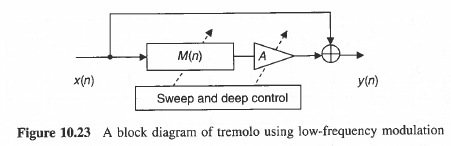 M(n)
A
x(n)
y(n)
Sweep and deep control
Figure 10.23 A block diagram of tremolo using low-frequency modulation